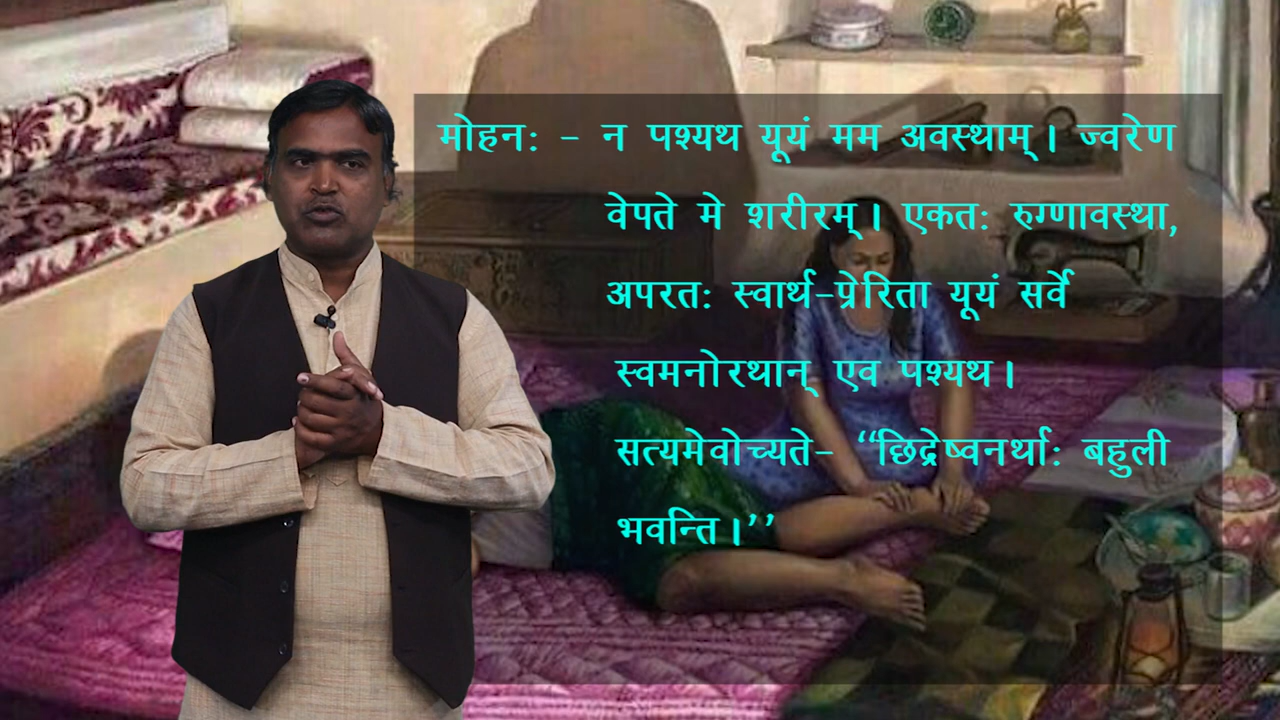 मोहनः - न पश्यथ यूयं मम अवस्थाम्। ज्वरेण
वेपते मे शरीरम्। एकतः रुग्णावस्था,
अपरतः स्वार्थ-प्रेरिता यूयं सर्वे
स्वमनोरथान् एव पश्यथ।
सत्यमेवोच्यते- “छिद्रेष्वनर्थाः बहुली
भवन्ति।’’